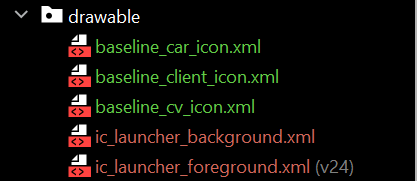 drawable
baseline_car_icon.xml
baseline_client_icon.xml
baseline_cv_icon.xml
ic_launcher_background.xml
ic_launcher_foreground.xml (v24)